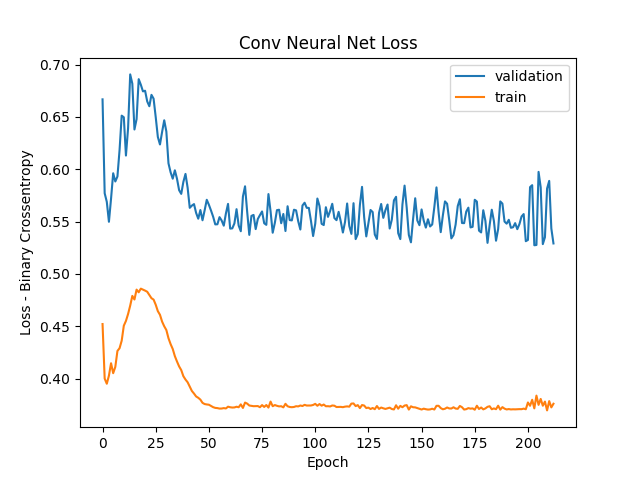 Conv Neural Net Loss
validation
train
Loss - Binary Crossentropy
0.70
0.65
0.60
0.55
0.50
0.45
0.40
0 25 50 75 100 125 150 175 200
Epoch